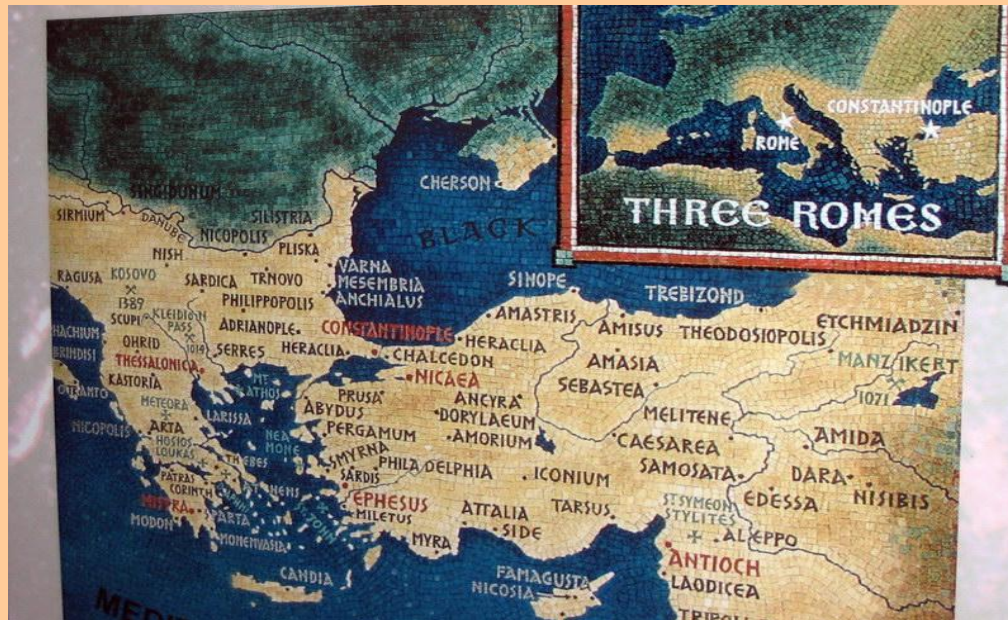 CONSTANTINOPLE
ROME
THREE ROMES
CHERSON
BLACK
SINGIDUNUM
SIRMIUM
DANUBE
SILISTRIA
NICOPOLIS
PLISKA
NISH
VARNA
RAGUSA
KOSOVO
SARDICA
TRNOVO
MESEMBRIA
SINOPE
TREBIZOND
1389
PHILIPPOPOLIS
ANCHIALUS
SCUPI
KLEIDION
PASS
ADRIANOPLE
CONSTANTINOPLE
AMASTRIS
AMISUS
THEODOSIOPOLIS
ETCHMIADZIN
HACHIUM
OHRID
1014
SERRES
HERACLIA
HERACLIA
BRINDISI
THESSALONICA
CHALCEDON
AMASIA
MANZIKERT
KASTORIA
MT
ATHOS
NICAEA
SEBASTEA
1071
OTRANTO
METEORA
PRUSA
ANCYRA
ABYDUS
DORYLAEUM
MELITENE
NICOPOLIS
ARTA
LARISSA
PERGAMUM
AMORIUM
CAESAREA
AMIDA
HOSIOS
LOUKAS
NEA
MONE
SMYRNA
SAMOSATA
THEBES
SARDIS
PHILADELPHIA
ICONIUM
DARA
PATRAS
CORINTH
EPHESUS
ST SYMEON
STYLITES
EDESSA
NISIBIS
MISTRA
MILETUS
ATTALIA
TARSUS
MODON
SPARTA
SIDE
ALEPPO
MONEMVASIA
MYRA
ANTIOCH
CANDIA
FAMAGUSTA
LAODICEA
NICOSIA
TRIPOLI